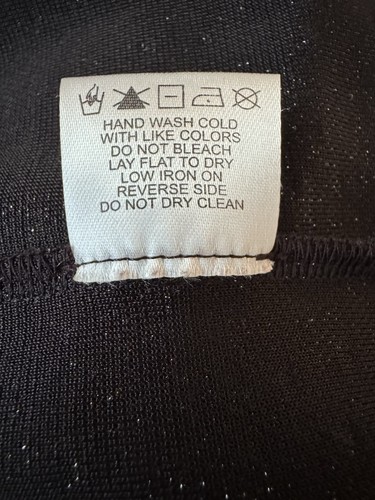 HAND WASH COLD
WITH LIKE COLORS
DO NOT BLEACH
LAY FLAT TO DRY
LOW IRON ON
REVERSE SIDE
DO NOT DRY CLEAN